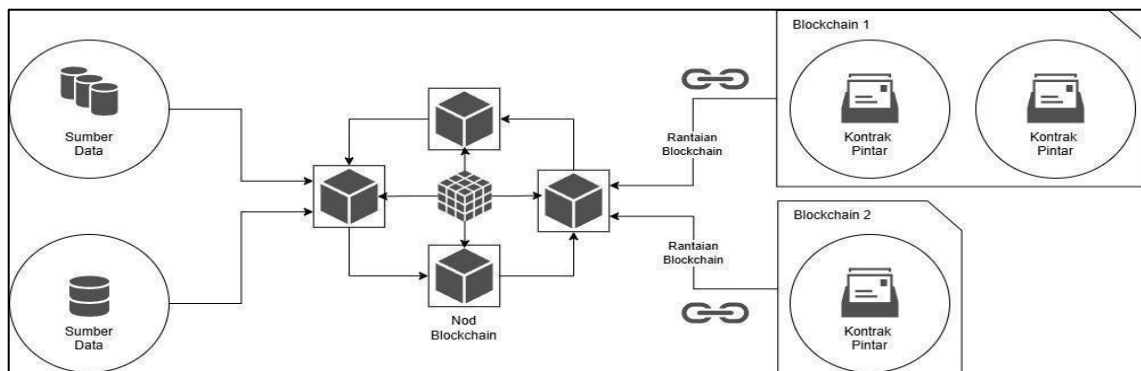 Sumber
Data
Sumber
Data
Nod
Blockchain
Rantaian
Blockchain
Rantaian
Blockchain
Blockchain 1
Kontrak
Pintar
Kontrak
Pintar
Blockchain 2
Kontrak
Pintar